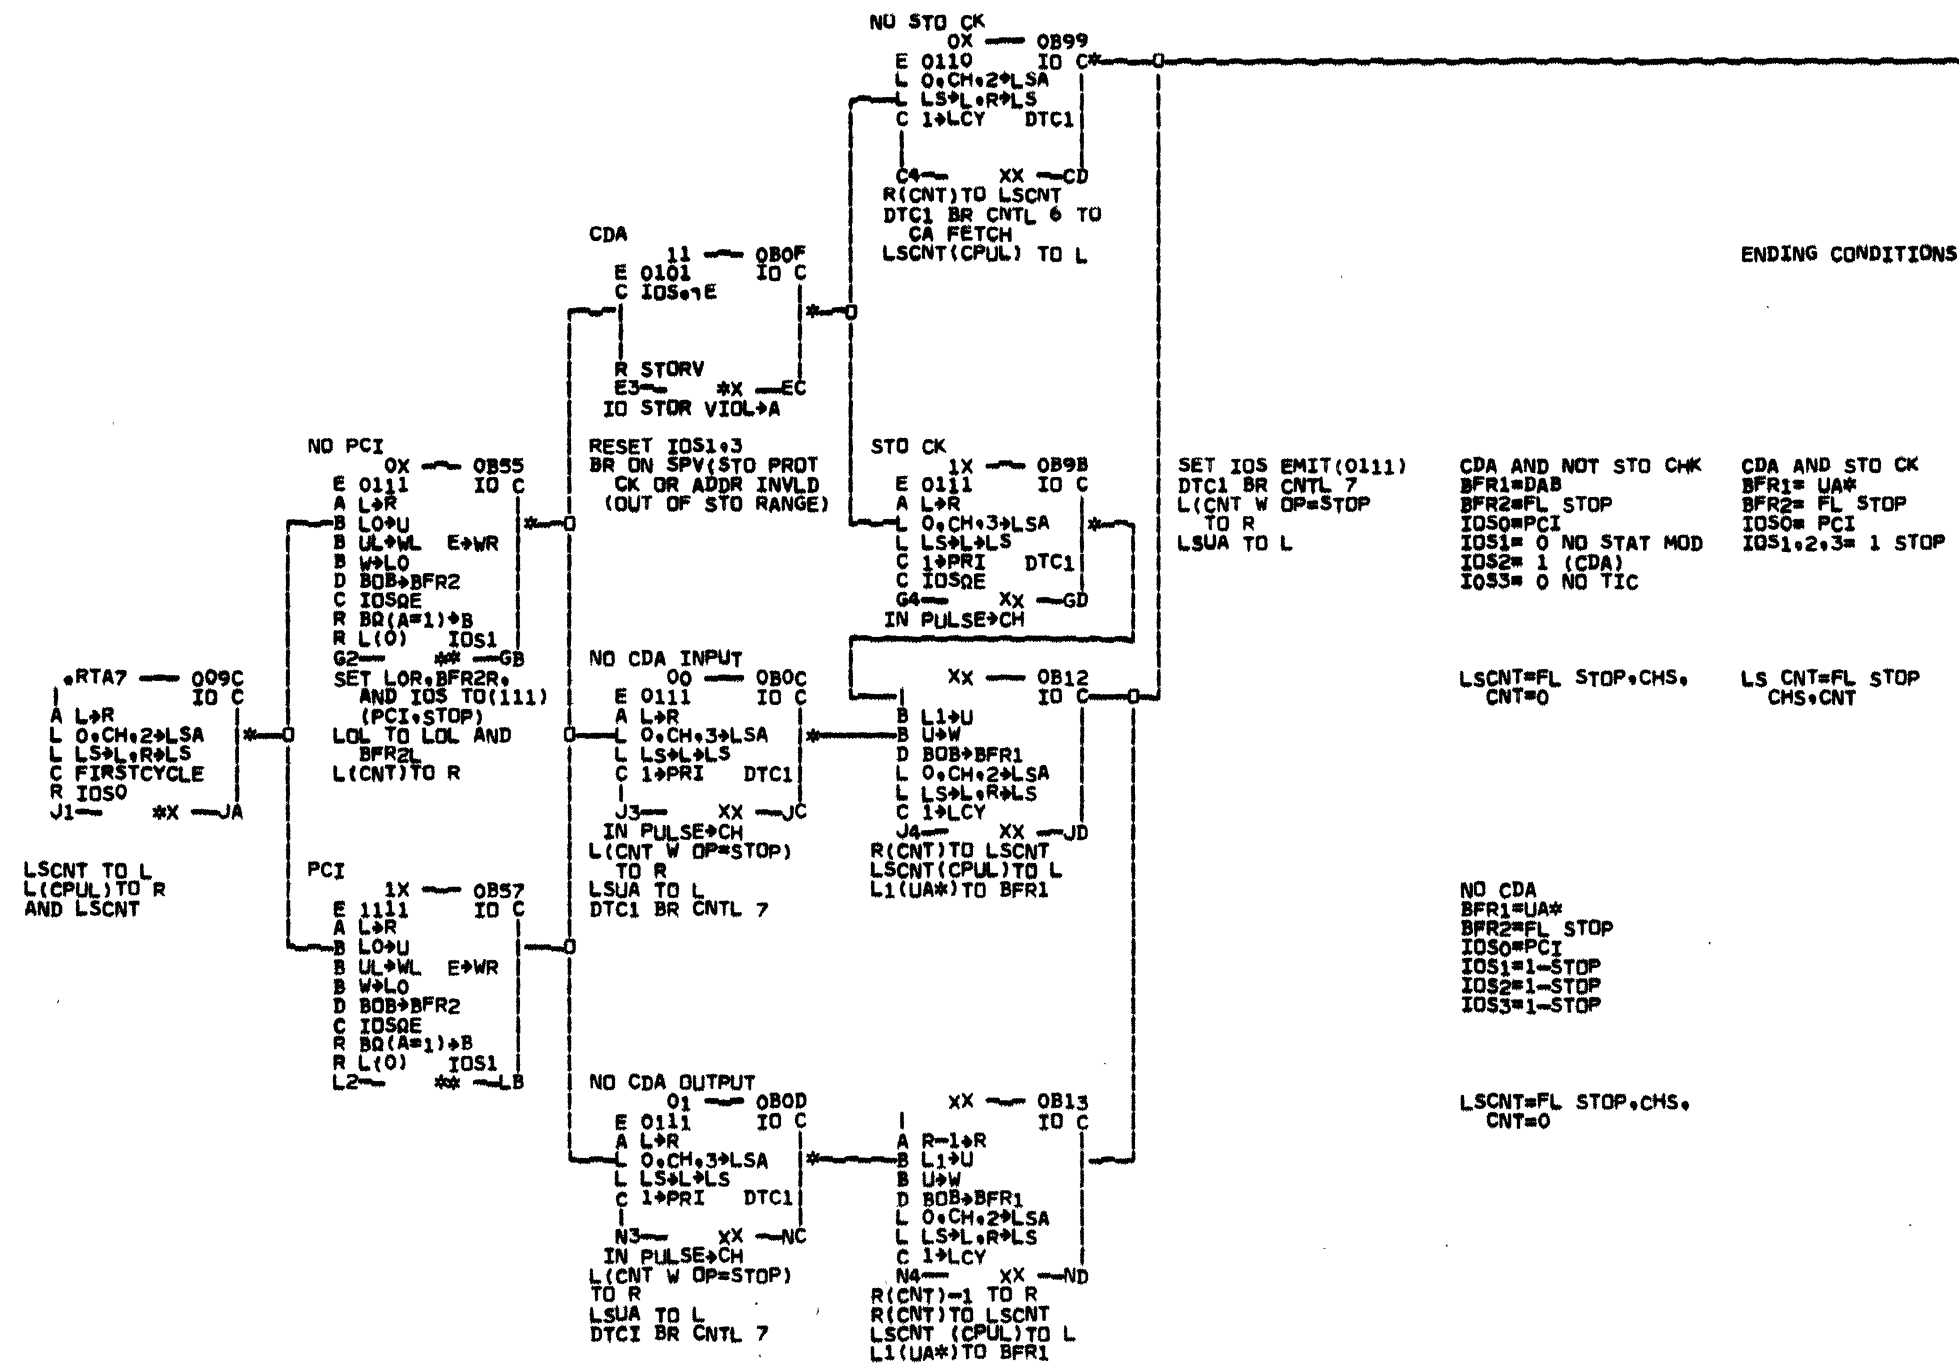 NO STO CK
0X — 0B99
E 0110 IO C*
L 0,CH,2→LSA
L LS→L,R→LS
C 1→LCY DTC1
C4— XX —CD
R(CNT)TO LSCNT
DTC1 BR CNTL 6 TO
CA FETCH
LSCNT(CPUL) TO L
CDA
11 — 0B0F
E 0101 IO C
C IOS,¬E
*
R STORV
E3— *X —EC
IO STOR VIOL→A
RESET IOS1,3
BR ON SPV(STO PROT
CK OR ADDR INVLD
(OUT OF STO RANGE)
ENDING CONDITIONS
NO PCI
0X — 0B55
E 0111 IO C
A L→R
B L0→U *
B UL→WL E→WR
B W→L0
D BOB→BFR2
C IOSΩE
R BΩ(A=1)→B
R L(0) IOS1
G2— ** —GB
SET LOR,BFR2R,
AND IOS TO(111)
(PCI,STOP)
LOL TO LOL AND
BFR2L
L(CNT)TO R
STO CK
1X — 0B9B
E 0111 IO C
A L→R
L 0,CH,3→LSA *
L LS→L→LS
C 1→PRI DTC1
C IOSΩE
G4— XX —GD
IN PULSE→CH
SET IOS EMIT(0111)
DTC1 BR CNTL 7
L(CNT W OP=STOP
TO R
LSUA TO L
CDA AND NOT STO CHK
BFR1=DAB
BFR2=FL STOP
IOS0=PCI
IOS1= 0 NO STAT MOD
IOS2= 1 (CDA)
IOS3= 0 NO TIC
CDA AND STO CK
BFR1= UA*
BFR2= FL STOP
IOS0= PCI
IOS1,2,3= 1 STOP
.RTA7 — 009C
IO C
A L→R
L 0,CH,2→LSA *
L LS→L,R→LS
C FIRSTCYCLE
R IOS0
J1— *X —JA
LSCNT TO L
L(CPUL)TO R
AND LSCNT
NO CDA INPUT
00 — 0B0C
E 0111 IO C
A L→R
L 0,CH,3→LSA *
L LS→L→LS
C 1→PRI DTC1
J3— XX —JC
IN PULSE→CH
L(CNT W OP=STOP)
TO R
LSUA TO L
DTC1 BR CNTL 7
XX — 0B12
IO C
B L1→U
B U→W
D BOB→BFR1
L 0,CH,2→LSA
L LS→L,R→LS
C 1→LCY
J4— XX —JD
R(CNT)TO LSCNT
LSCNT(CPUL)TO L
L1(UA*)TO BFR1
LSCNT=FL STOP,CHS,
CNT=0
LS CNT=FL STOP
CHS,CNT
PCI
1X — 0B57
E 1111 IO C
A L→R
B L0→U
B UL→WL E→WR
B W→L0
D BOB→BFR2
C IOSΩE
R BΩ(A=1)→B
R L(0) IOS1
L2— ** —LB
NO CDA
BFR1=UA*
BFR2=FL STOP
IOS0=PCI
IOS1=1-STOP
IOS2=1-STOP
IOS3=1-STOP
NO CDA OUTPUT
01 — 0B0D
E 0111 IO C
A L→R
L 0,CH,3→LSA *
L LS→L→LS
C 1→PRI DTC1
N3— XX —NC
IN PULSE→CH
L(CNT W OP=STOP)
TO R
LSUA TO L
DTCI BR CNTL 7
XX — 0B13
IO C
A R-1→R
B L1→U
B U→W
D BOB→BFR1
L 0,CH,2→LSA
L LS→L,R→LS
C 1→LCY
N4— XX —ND
R(CNT)-1 TO R
R(CNT)TO LSCNT
LSCNT (CPUL)TO L
L1(UA*)TO BFR1
LSCNT=FL STOP,CHS,
CNT=0